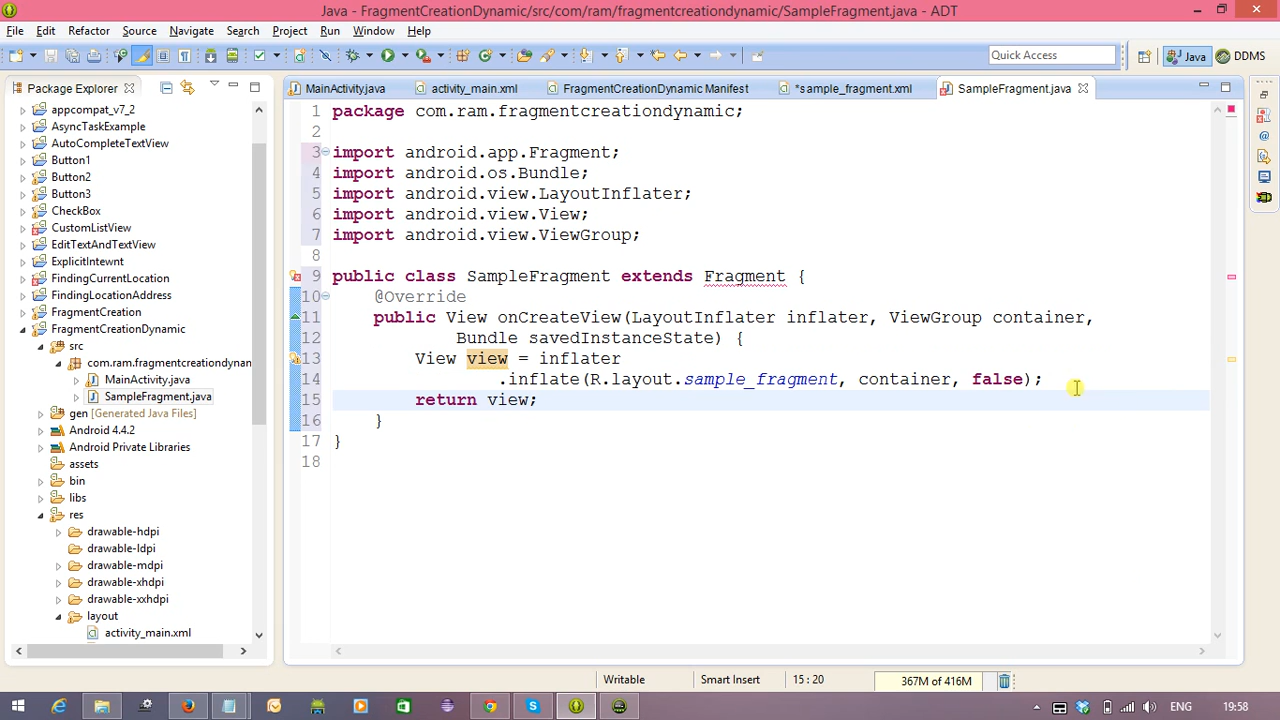 Java - FragmentCreationDynamic/src/com/ram/fragmentcreationdynamic/SampleFragment.java - ADT
File Edit Refactor Source Navigate Search Project Run Window Help
Quick Access
Java
DDMS
Package Explorer
MainActivity.java
activity_main.xml
FragmentCreationDynamic Manifest
*sample_fragment.xml
SampleFragment.java
appcompat_v7_2
AsyncTaskExample
AutoCompleteTextView
Button1
Button2
Button3
CheckBox
CustomListView
EditTextAndTextView
ExplicitIntewnt
FindingCurrentLocation
FindingLocationAddress
FragmentCreation
FragmentCreationDynamic
src
com.ram.fragmentcreationdynan
MainActivity.java
SampleFragment.java
gen [Generated Java Files]
Android 4.4.2
Android Private Libraries
assets
bin
libs
res
drawable-hdpi
drawable-ldpi
drawable-mdpi
drawable-xhdpi
drawable-xxhdpi
layout
activity_main.xml
1 package com.ram.fragmentcreationdynamic;
2
3 import android.app.Fragment;
4 import android.os.Bundle;
5 import android.view.LayoutInflater;
6 import android.view.View;
7 import android.view.ViewGroup;
8
9 public class SampleFragment extends Fragment {
10 @Override
11 public View onCreateView(LayoutInflater inflater, ViewGroup container,
12 Bundle savedInstanceState) {
13 View view = inflater
14 .inflate(R.layout.sample_fragment, container, false);
15 return view;
16 }
17 }
18
Writable
Smart Insert
15 : 20
367M of 416M
ENG
19:58